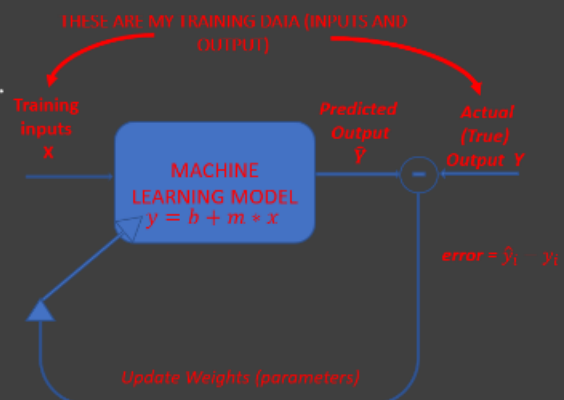 THESE ARE MY TRAINING DATA (INPUTS AND
OUTPUT)
Training
inputs
X
Predicted
Output
Ŷ
Actual
(True)
Output Y
MACHINE
LEARNING MODEL
y = b + m * x
-
error = ŷᵢ yᵢ
Update Weights (parameters)